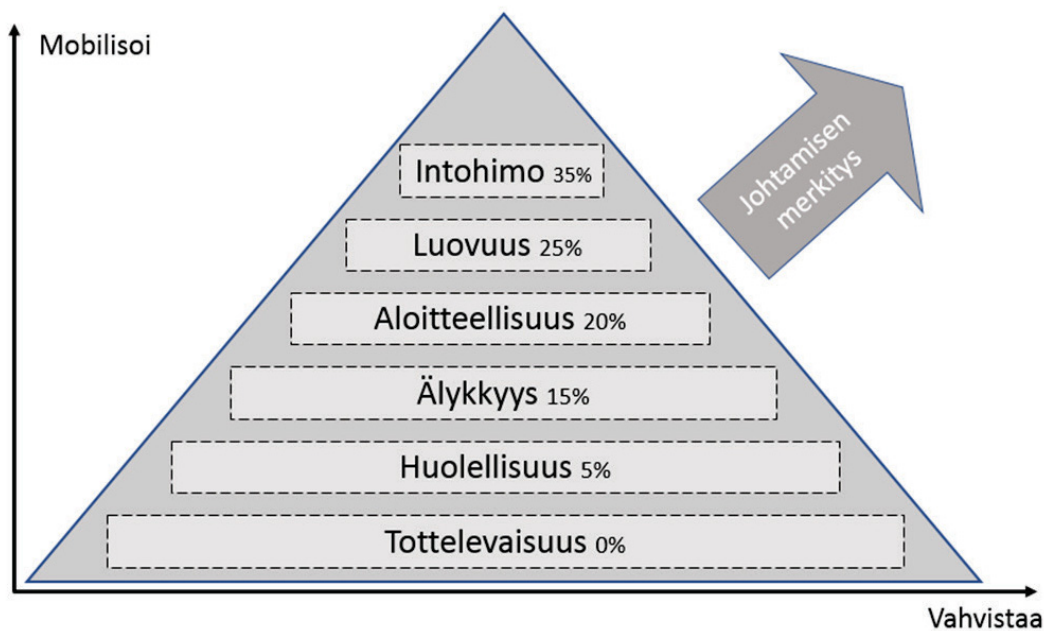 Mobilisoi
Johtamisen
merkitys
Intohimo 35%
Luovuus 25%
Aloitteellisuus 20%
Älykkyys 15%
Huolellisuus 5%
Tottelevaisuus 0%
Vahvistaa